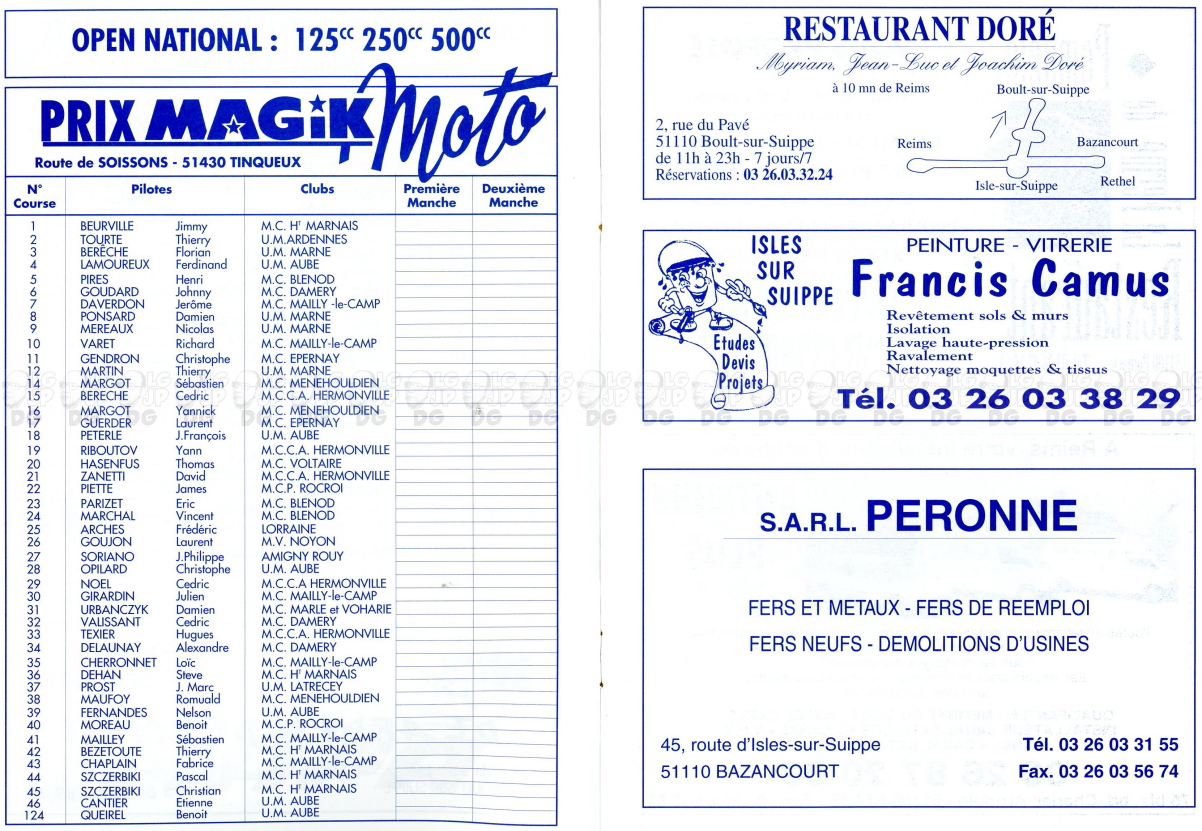 OPEN NATIONAL : 125cc 250cc 500cc
PRIX MAGiK Moto
Route de SOISSONS - 51430 TINQUEUX
N° Course Pilotes Clubs Première Manche Deuxième Manche
1 BEURVILLE Jimmy M.C. Hr MARNAIS
2 TOURTE Thierry U.M.ARDENNES
3 BERÈCHE Florian U.M. MARNE
4 LAMOUREUX Ferdinand U.M. AUBE
5 PIRES Henri M.C. BLENOD
6 GOUDARD Johnny M.C. DAMERY
7 DAVERDON Jerôme M.C. MAILLY -le-CAMP
8 PONSARD Damien U.M. MARNE
9 MEREAUX Nicolas U.M. MARNE
10 VARET Richard M.C. MAILLY-le-CAMP
11 GENDRON Christophe M.C. EPERNAY
12 MARTIN Thierry U.M. MARNE
14 MARGOT Sébastien M.C. MENEHOULDIEN
15 BERECHE Cedric M.C.C.A. HERMONVILLE
16 MARGOT Yannick M.C. MENEHOULDIEN
17 GUERDER Laurent M.C. EPERNAY
18 PETERLE J.François U.M. AUBE
19 RIBOUTOV Yann M.C.C.A. HERMONVILLE
20 HASENFUS Thomas M.C. VOLTAIRE
21 ZANETTI David M.C.C.A. HERMONVILLE
22 PIETTE James M.C.P. ROCROI
23 PARIZET Eric M.C. BLENOD
24 MARCHAL Vincent M.C. BLENOD
25 ARCHES Frédéric LORRAINE
26 GOUJON Laurent M.V. NOYON
27 SORIANO J.Philippe AMIGNY ROUY
28 OPILARD Christophe U.M. AUBE
29 NOEL Cedric M.C.C.A HERMONVILLE
30 GIRARDIN Julien M.C. MAILLY-le-CAMP
31 URBANCZYK Damien M.C. MARLE et VOHARIE
32 VALISSANT Cedric M.C. DAMERY
33 TEXIER Hugues M.C.C.A. HERMONVILLE
34 DELAUNAY Alexandre M.C. DAMERY
35 CHERRONNET Loïc M.C. MAILLY-le-CAMP
36 DEHAN Steve M.C. Hr MARNAIS
37 PROST J. Marc U.M. LATRECEY
38 MAUFOY Romuald M.C. MENEHOULDIEN
39 FERNANDES Nelson U.M. AUBE
40 MOREAU Benoit M.C.P. ROCROI
41 MAILLEY Sébastien M.C. MAILLY-le-CAMP
42 BEZETOUTE Thierry M.C. Hr MARNAIS
43 CHAPLAIN Fabrice M.C. MAILLY-le-CAMP
44 SZCZERBIKI Pascal M.C. Hr MARNAIS
45 SZCZERBIKI Christian M.C. Hr MARNAIS
46 CANTIER Etienne U.M. AUBE
124 QUEIREL Benoit U.M. AUBE
RESTAURANT DORÉ
Myriam, Jean-Luc et Joachim Doré
à 10 mn de Reims
2, rue du Pavé
51110 Boult-sur-Suippe
de 11h à 23h - 7 jours/7
Réservations : 03 26.03.32.24
Boult-sur-Suippe
Reims
Bazancourt
Isle-sur-Suippe
Rethel
ISLES
SUR
SUIPPE
Etudes
Devis
Projets
PEINTURE - VITRERIE
Francis Camus
Revêtement sols & murs
Isolation
Lavage haute-pression
Ravalement
Nettoyage moquettes & tissus
Tél. 03 26 03 38 29
S.A.R.L. PERONNE
FERS ET METAUX - FERS DE REEMPLOI
FERS NEUFS - DEMOLITIONS D'USINES
45, route d'Isles-sur-Suippe Tél. 03 26 03 31 55
51110 BAZANCOURT Fax. 03 26 03 56 74